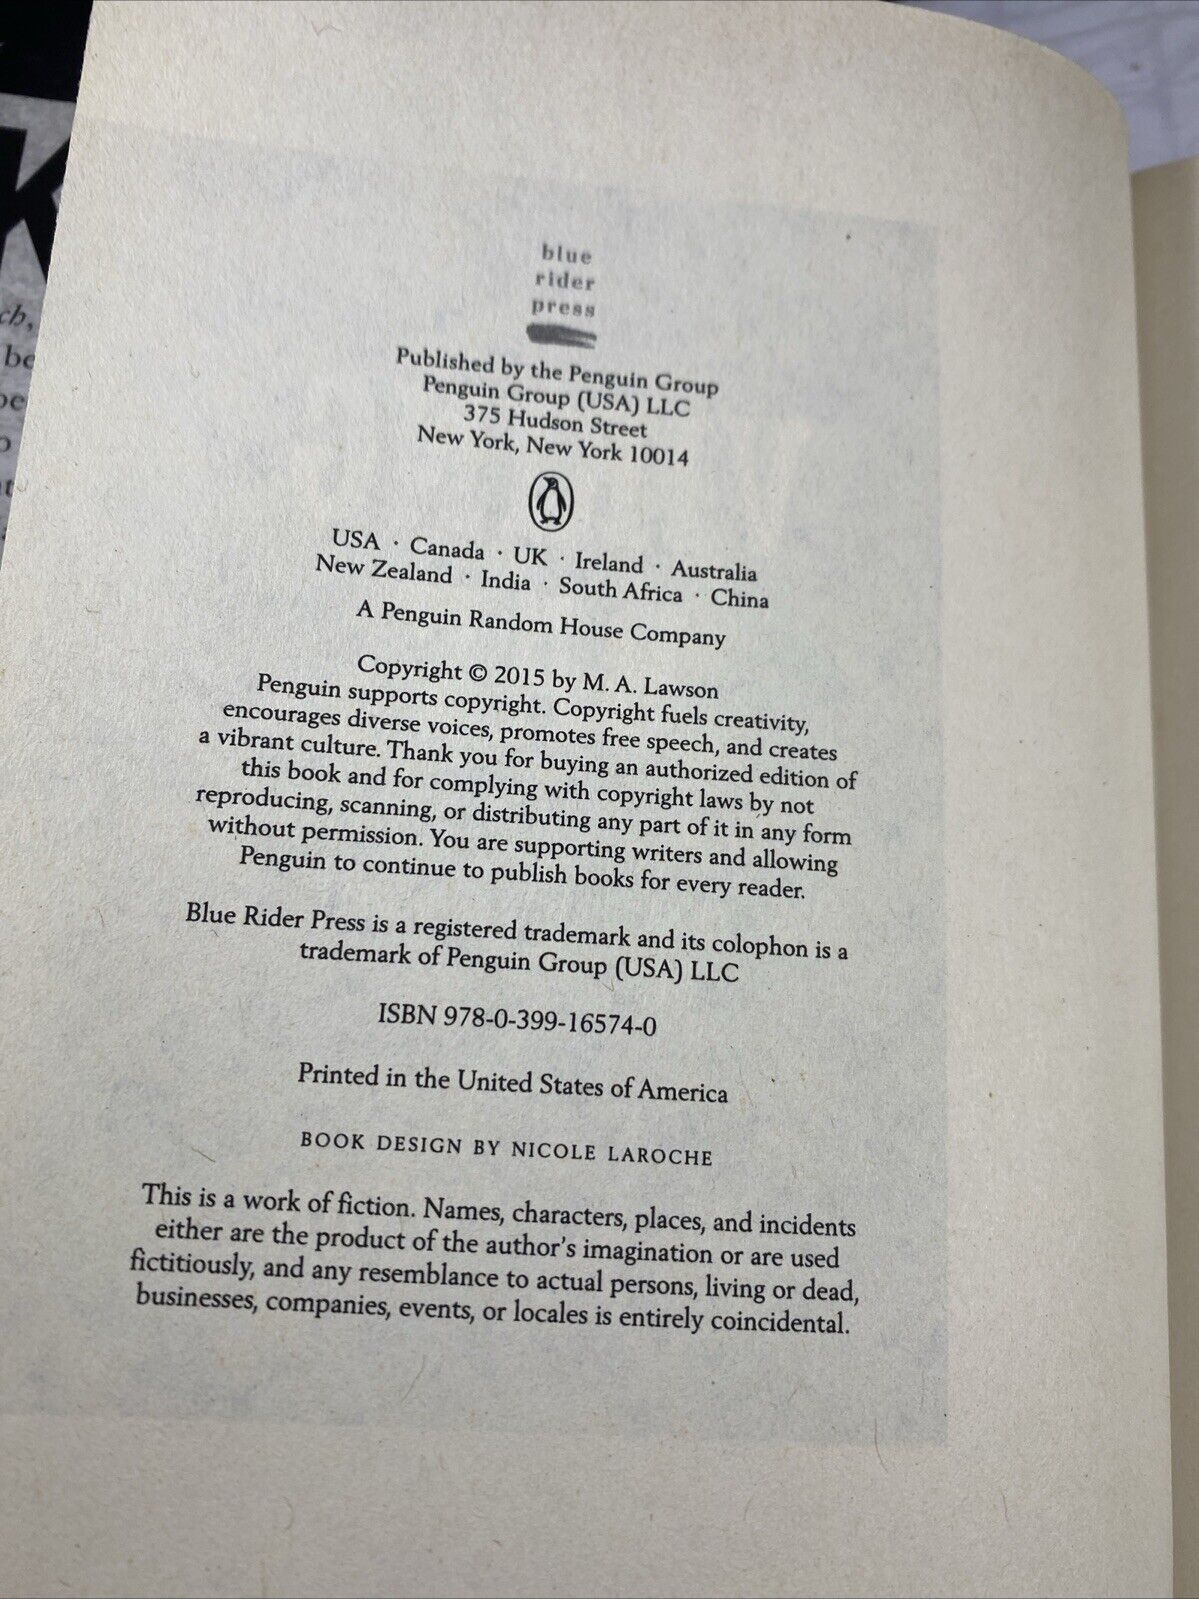 K
ch,
be
blue
rider
press
Published by the Penguin Group
Penguin Group (USA) LLC
375 Hudson Street
New York, New York 10014
USA · Canada · UK · Ireland · Australia
New Zealand · India · South Africa · China
A Penguin Random House Company
Copyright © 2015 by M. A. Lawson
Penguin supports copyright. Copyright fuels creativity,
encourages diverse voices, promotes free speech, and creates
a vibrant culture. Thank you for buying an authorized edition of
this book and for complying with copyright laws by not
reproducing, scanning, or distributing any part of it in any form
without permission. You are supporting writers and allowing
Penguin to continue to publish books for every reader.
Blue Rider Press is a registered trademark and its colophon is a
trademark of Penguin Group (USA) LLC
ISBN 978-0-399-16574-0
Printed in the United States of America
BOOK DESIGN BY NICOLE LAROCHE
This is a work of fiction. Names, characters, places, and incidents
either are the product of the author's imagination or are used
fictitiously, and any resemblance to actual persons, living or dead,
businesses, companies, events, or locales is entirely coincidental.